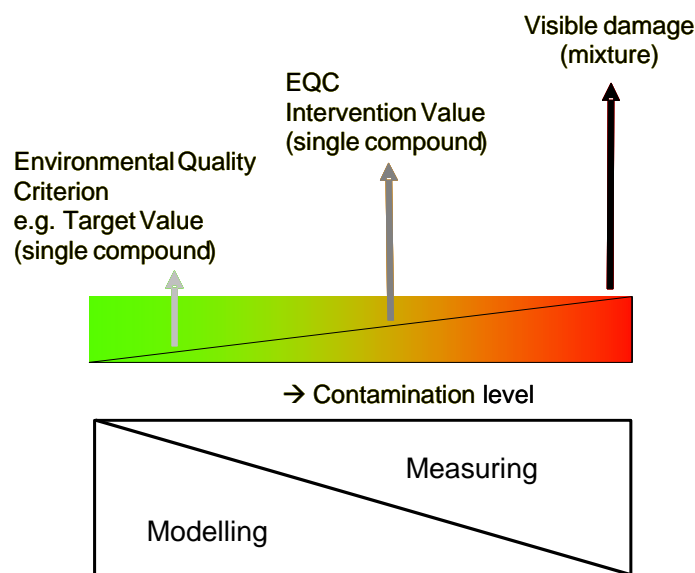 Visible damage
(mixture)
EQC
Intervention Value
(single compound)
Environmental Quality
Criterion
e.g. Target Value
(single compound)
→ Contamination level
Measuring
Modelling